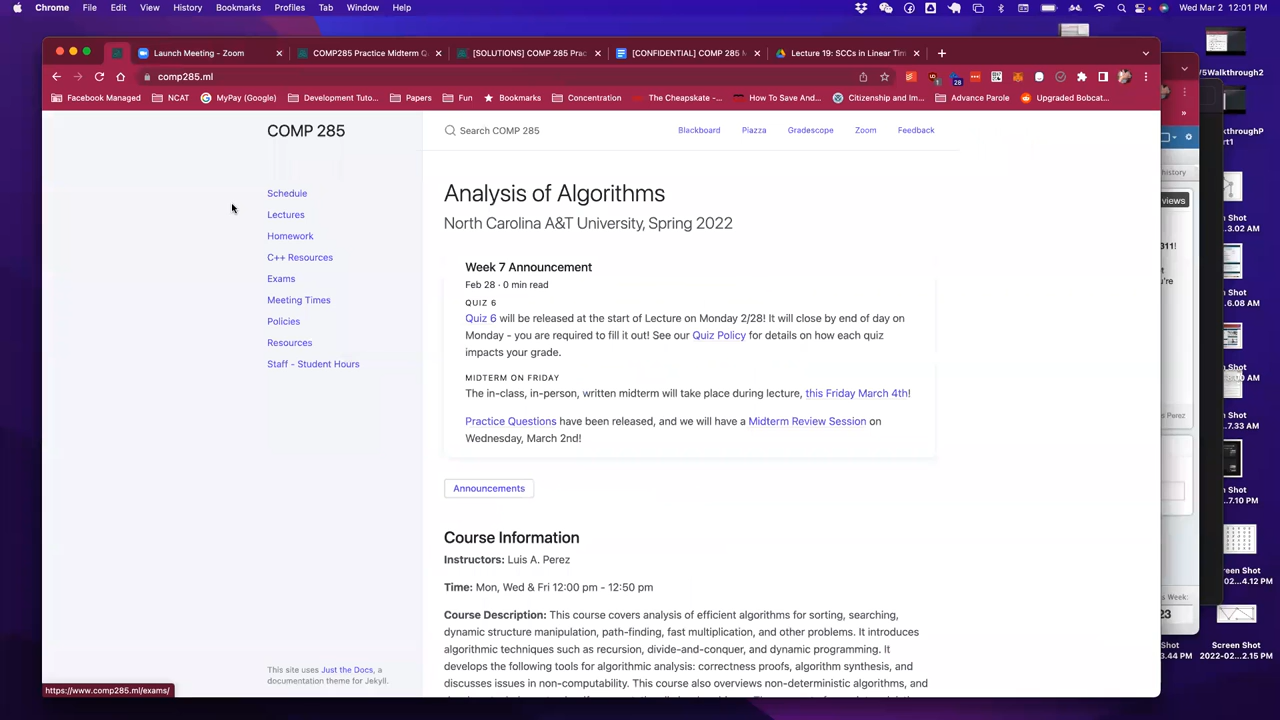 Chrome File Edit View History Bookmarks Profiles Tab Window Help
Wed Mar 2 12:01 PM
Launch Meeting - Zoom
COMP285 Practice Midterm Q
[SOLUTIONS] COMP 285 Prac
[CONFIDENTIAL] COMP 285 M
Lecture 19: SCCs in Linear Tim
comp285.ml
Facebook Managed
NCAT
MyPay (Google)
Development Tuto...
Papers
Fun
Bookmarks
Concentration
The Cheapskate -...
How To Save And...
Citizenship and Im...
Advance Parole
Upgraded Bobcat...
COMP 285
Search COMP 285
Blackboard
Piazza
Gradescope
Zoom
Feedback
Schedule
Lectures
Homework
C++ Resources
Exams
Meeting Times
Policies
Resources
Staff - Student Hours
Analysis of Algorithms
North Carolina A&T University, Spring 2022
Week 7 Announcement
Feb 28 · 0 min read
QUIZ 6
Quiz 6 will be released at the start of Lecture on Monday 2/28! It will close by end of day on
Monday - you are required to fill it out! See our Quiz Policy for details on how each quiz
impacts your grade.
MIDTERM ON FRIDAY
The in-class, in-person, written midterm will take place during lecture, this Friday March 4th!
Practice Questions have been released, and we will have a Midterm Review Session on
Wednesday, March 2nd!
Announcements
Course Information
Instructors: Luis A. Perez
Time: Mon, Wed & Fri 12:00 pm - 12:50 pm
Course Description: This course covers analysis of efficient algorithms for sorting, searching,
dynamic structure manipulation, path-finding, fast multiplication, and other problems. It introduces
algorithmic techniques such as recursion, divide-and-conquer, and dynamic programming. It
develops the following tools for algorithmic analysis: correctness proofs, algorithm synthesis, and
discusses issues in non-computability. This course also overviews non-deterministic algorithms, and
This site uses Just the Docs, a
documentation theme for Jekyll.
https://www.comp285.ml/exams/
history
views
Perez
Week:
23